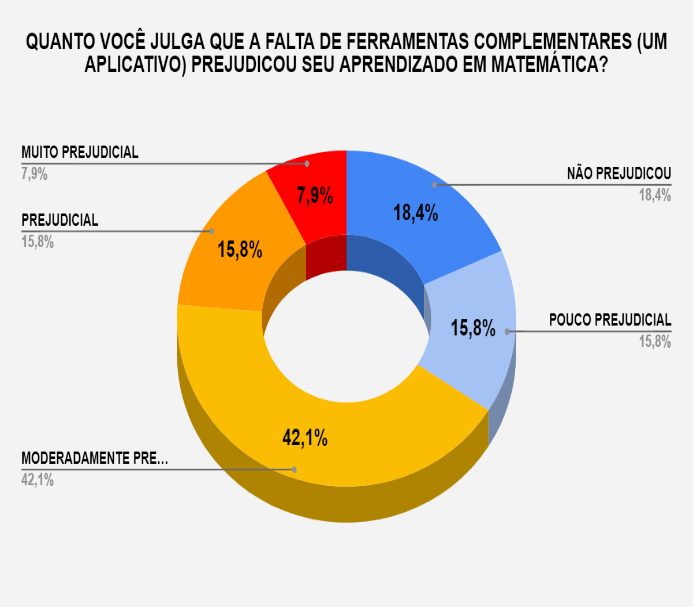 QUANTO VOCÊ JULGA QUE A FALTA DE FERRAMENTAS COMPLEMENTARES (UM
APLICATIVO) PREJUDICOU SEU APRENDIZADO EM MATEMÁTICA?
MUITO PREJUDICIAL
7,9%
NÃO PREJUDICOU
18,4%
PREJUDICIAL
15,8%
POUCO PREJUDICIAL
15,8%
MODERADAMENTE PRE...
42,1%
7,9%
18,4%
15,8%
15,8%
42,1%